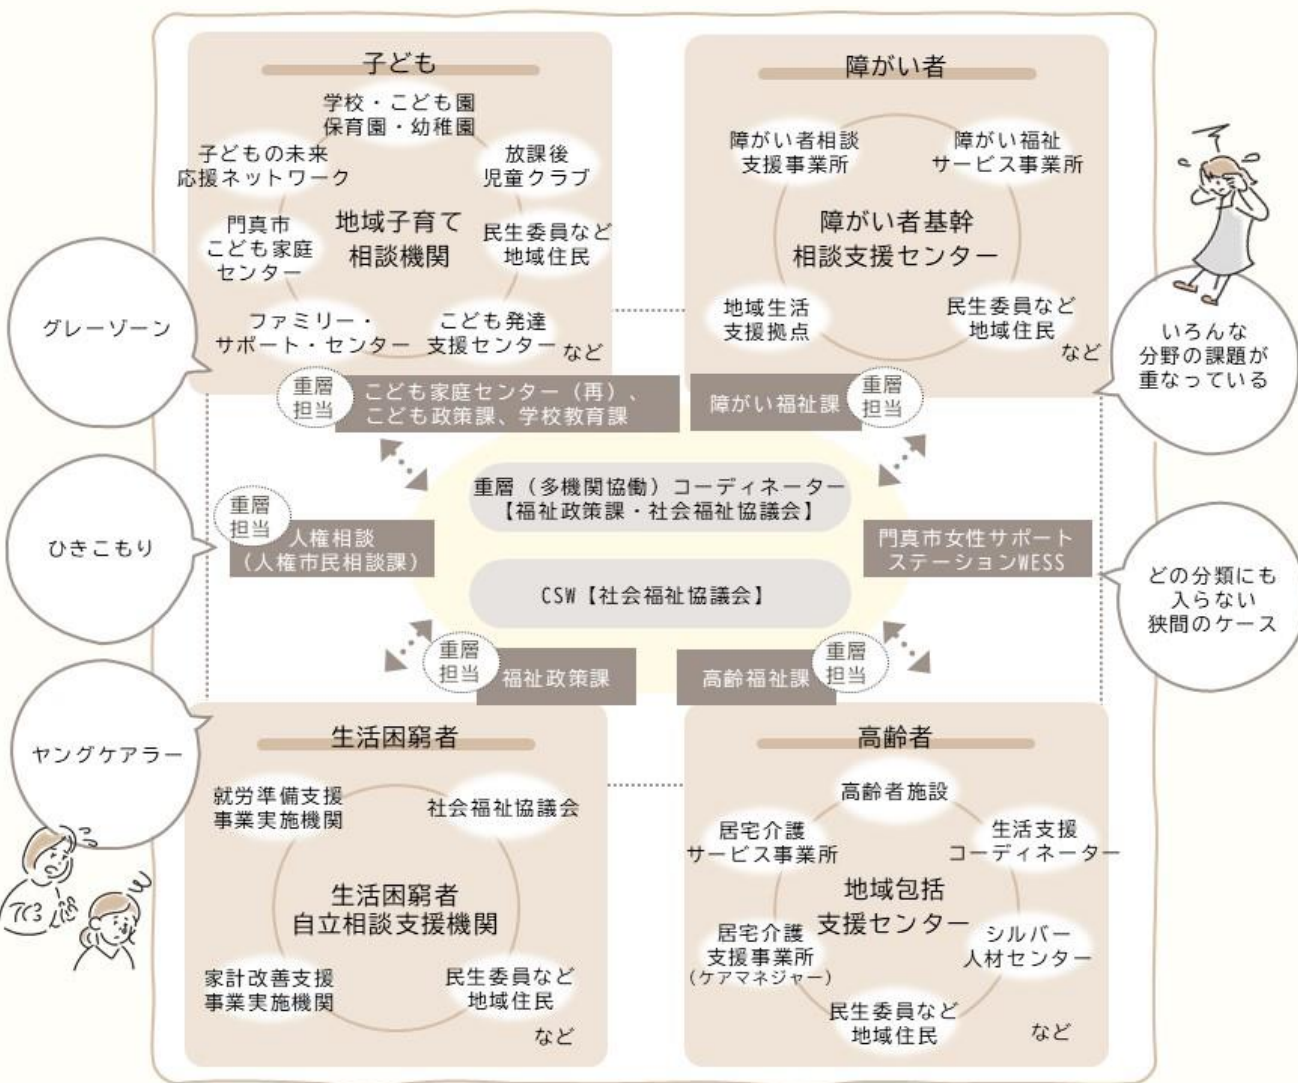 子ども
学校・こども園
保育園・幼稚園
子どもの未来
応援ネットワーク
放課後
児童クラブ
門真市
こども家庭
センター
地域子育て
相談機関
民生委員など
地域住民
ファミリー・
サポート・センター
こども発達
支援センター
など
障がい者
障がい者相談
支援事業所
障がい福祉
サービス事業所
障がい者基幹
相談支援センター
地域生活
支援拠点
民生委員など
地域住民
など
グレーゾーン
いろんな
分野の課題が
重なっている
重層
担当
こども家庭センター（再）、
こども政策課、学校教育課
障がい福祉課
重層
担当
重層（多機関協働）コーディネーター
【福祉政策課・社会福祉協議会】
重層
担当
人権相談
（人権市民相談課）
門真市女性サポート
ステーションWESS
ひきこもり
CSW【社会福祉協議会】
どの分類にも
入らない
狭間のケース
重層
担当
福祉政策課
高齢福祉課
重層
担当
ヤングケアラー
生活困窮者
就労準備支援
事業実施機関
社会福祉協議会
生活困窮者
自立相談支援機関
家計改善支援
事業実施機関
民生委員など
地域住民
など
高齢者
高齢者施設
居宅介護
サービス事業所
生活支援
コーディネーター
地域包括
支援センター
居宅介護
支援事業所
（ケアマネジャー）
シルバー
人材センター
民生委員など
地域住民
など